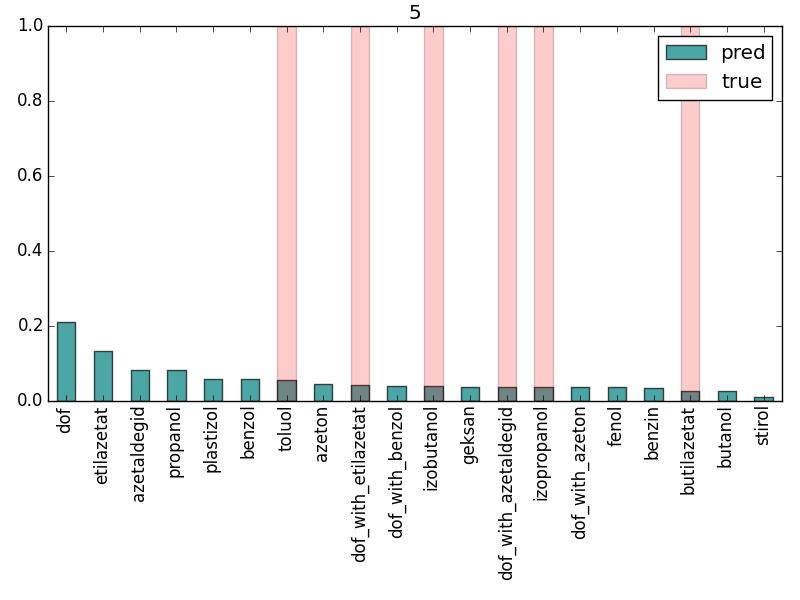 5
1.0
0.8
0.6
0.4
0.2
0.0
pred
true
dof
etilazetat
azetaldegid
propanol
plastizol
benzol
toluol
azeton
dof_with_etilazetat
dof_with_benzol
izobutanol
geksan
dof_with_azetaldegid
izopropanol
dof_with_azeton
fenol
benzin
butilazetat
butanol
stirol